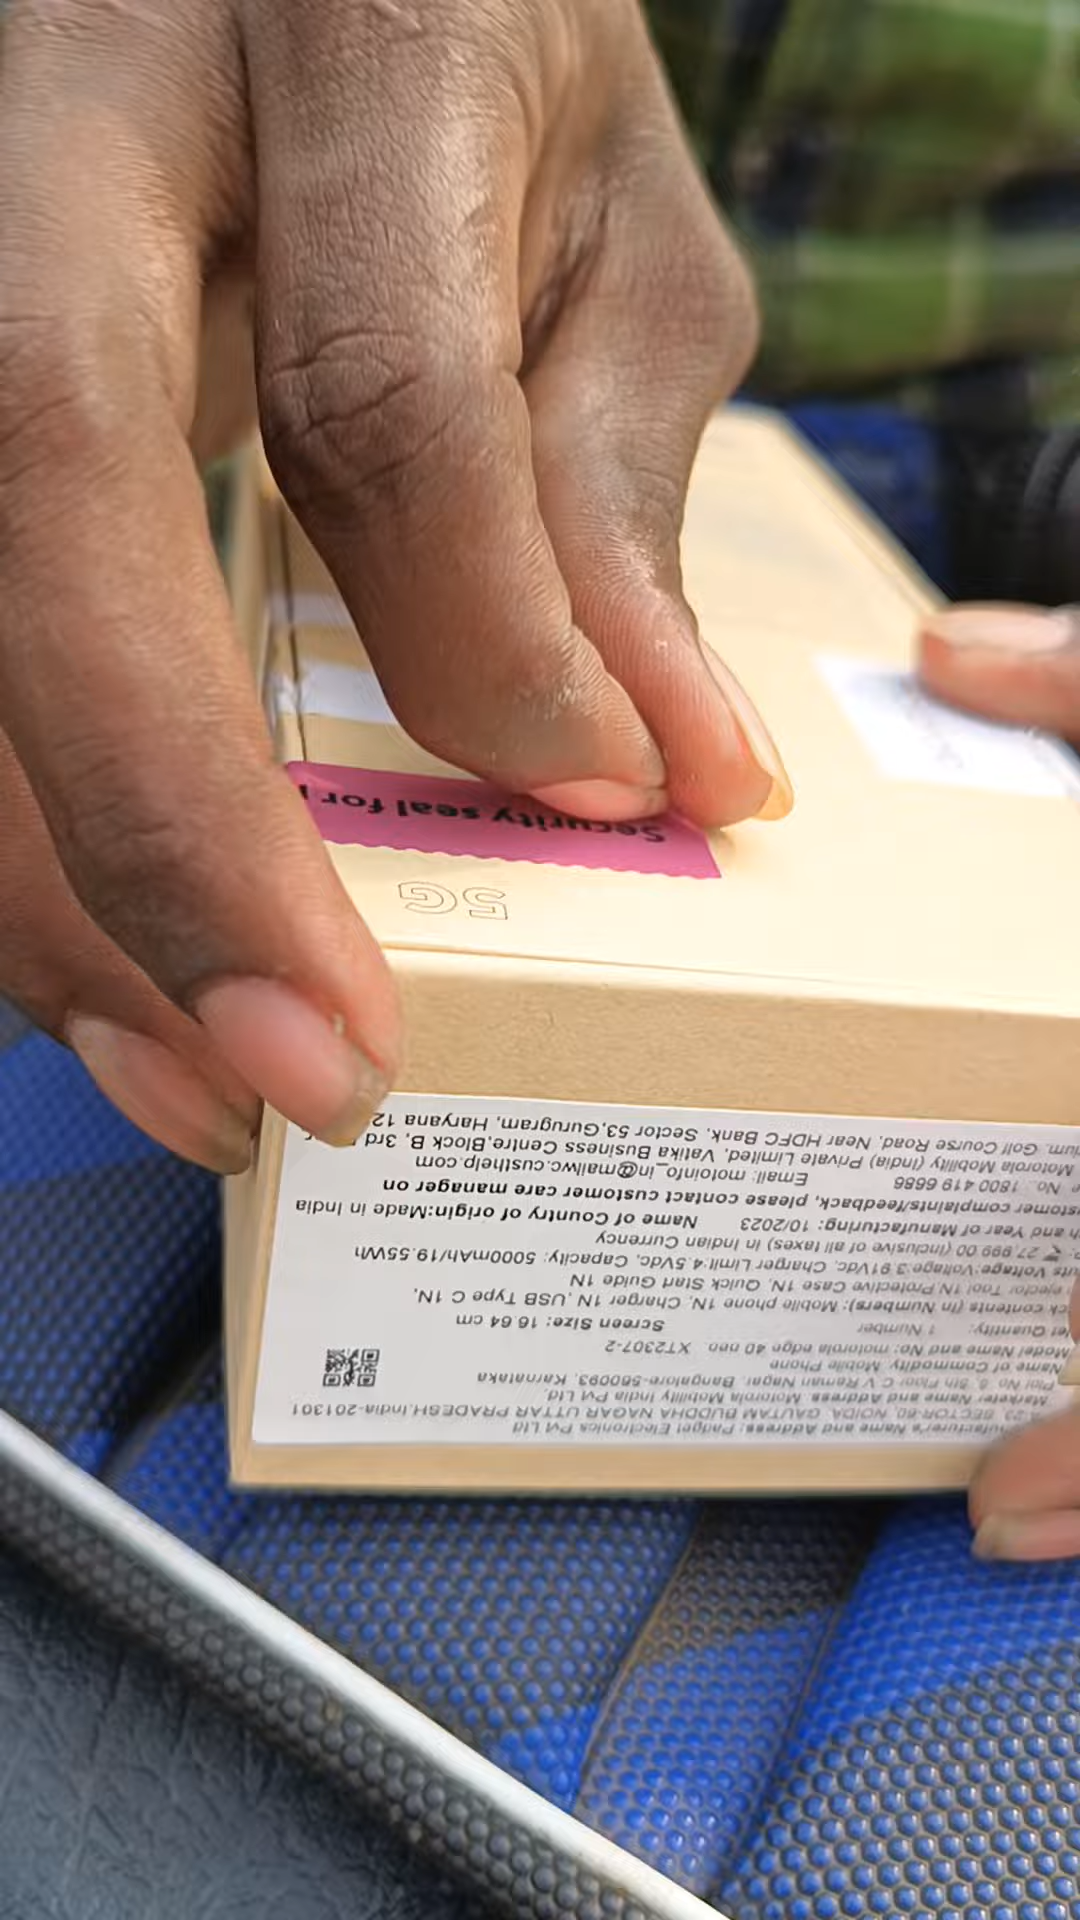 Security seal for
5G
Manufacturer's Name and Address: Padget Electronics Pvt Ltd
SECTOR-60, NOIDA, GAUTAM BUDDHA NAGAR UTTAR PRADESH,India-201301
Marketer Name and Address: Motorola Mobility India Pvt Ltd.
Plot No 5th Floor C V Raman Nagar, Bangalore-560093, Karnataka
Name of Commodity: Mobile Phone
Model Name and No: motorola edge 40 neo XT2307-2
Net Quantity: 1 Number Screen Size: 16.64 cm
contents (In Numbers): Mobile phone 1N, Charger 1N, USB Type C 1N,
ejector Tool 1N Protective Case 1N, Quick Start Guide 1N
Voltage:Voltage 3.91Vdc, Charger Limit:4.5Vdc, Capacity: 5000mAh/19.55Wh
27,999.00 (Inclusive of all taxes) in Indian Currency
and Year of Manufacturing: 10/2023 Name of Country of origin:Made in India
customer complaints/feedback, please contact customer care manager on
No.: 1800 419 6686 Email: motoinfo_in@mailwc.custhelp.com
Motorola Mobility (India) Private Limited, Vatika Business Centre,Block B, 3rd
Golf Course Road, Near HDFC Bank, Sector 53,Gurugram, Haryana 12